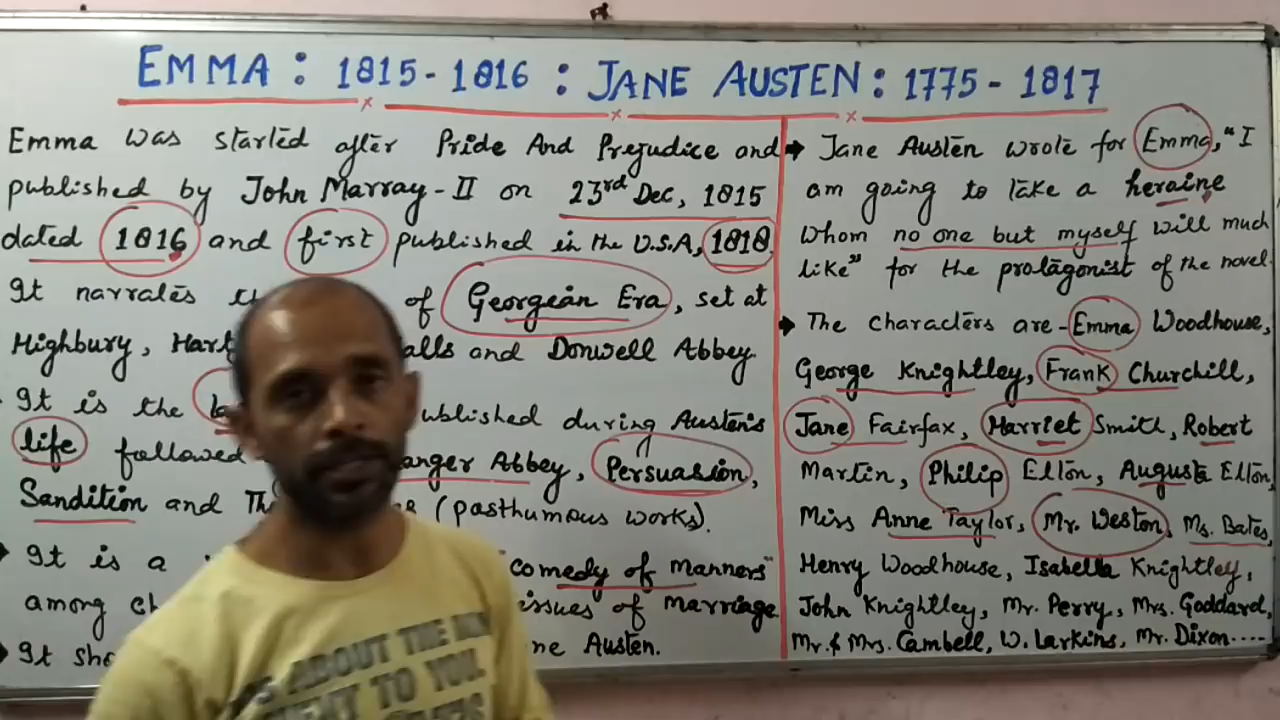 EMMA : 1815 - 1816 : JANE AUSTEN : 1775 - 1817
Emma was started after Pride And Prejudice and
published by John Marray - II on 23rd Dec, 1815
dated 1816 and first published in the U.S.A, 1818.
It narrates of Georgean Era, set at
Highbury, alls and Donwell Abbey.
It is the ublished during Austen's
life followed anger Abbey, Persuasion,
Sandition and (posthumous works).
It is a "comedy of manners"
among issues of marriage
It ne Austen.
Jane Austen wrote for Emma, "I
am going to take a heraine
whom no one but myself will much
like" for the protagonist of the novel.
The characters are - Emma Woodhouse,
George Knightley, Frank Churchill,
Jane Fairfax, Harriet Smith, Robert
Martin, Philip Elton, Augusta Elton,
Miss Anne Taylor, Mr. Weston, Ms. Bates,
Henry Woodhouse, Isabella Knightley,
John Knightley, Mr. Perry, Mrs. Goddard,
Mr. & Mrs. Cambell, W. Larkins, Mr. Dixon....
ABOUT THE
TO YOU